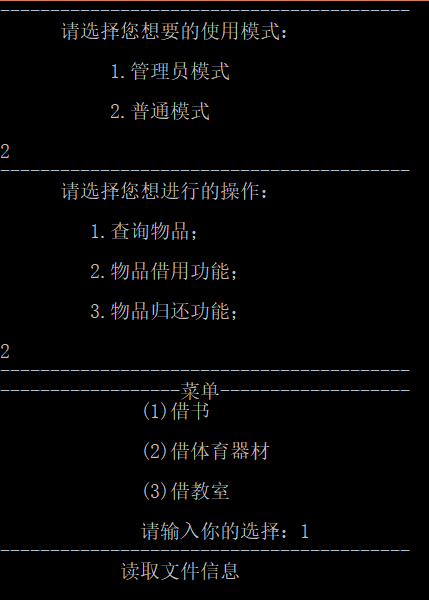 -----------------------------------------
请选择您想要的使用模式:
1.管理员模式
2.普通模式
2
-----------------------------------------
请选择您想进行的操作:
1.查询物品;
2.物品借用功能;
3.物品归还功能;
2
-----------------------------------------
------------------菜单-------------------
(1)借书
(2)借体育器材
(3)借教室
请输入你的选择: 1
-----------------------------------------
读取文件信息